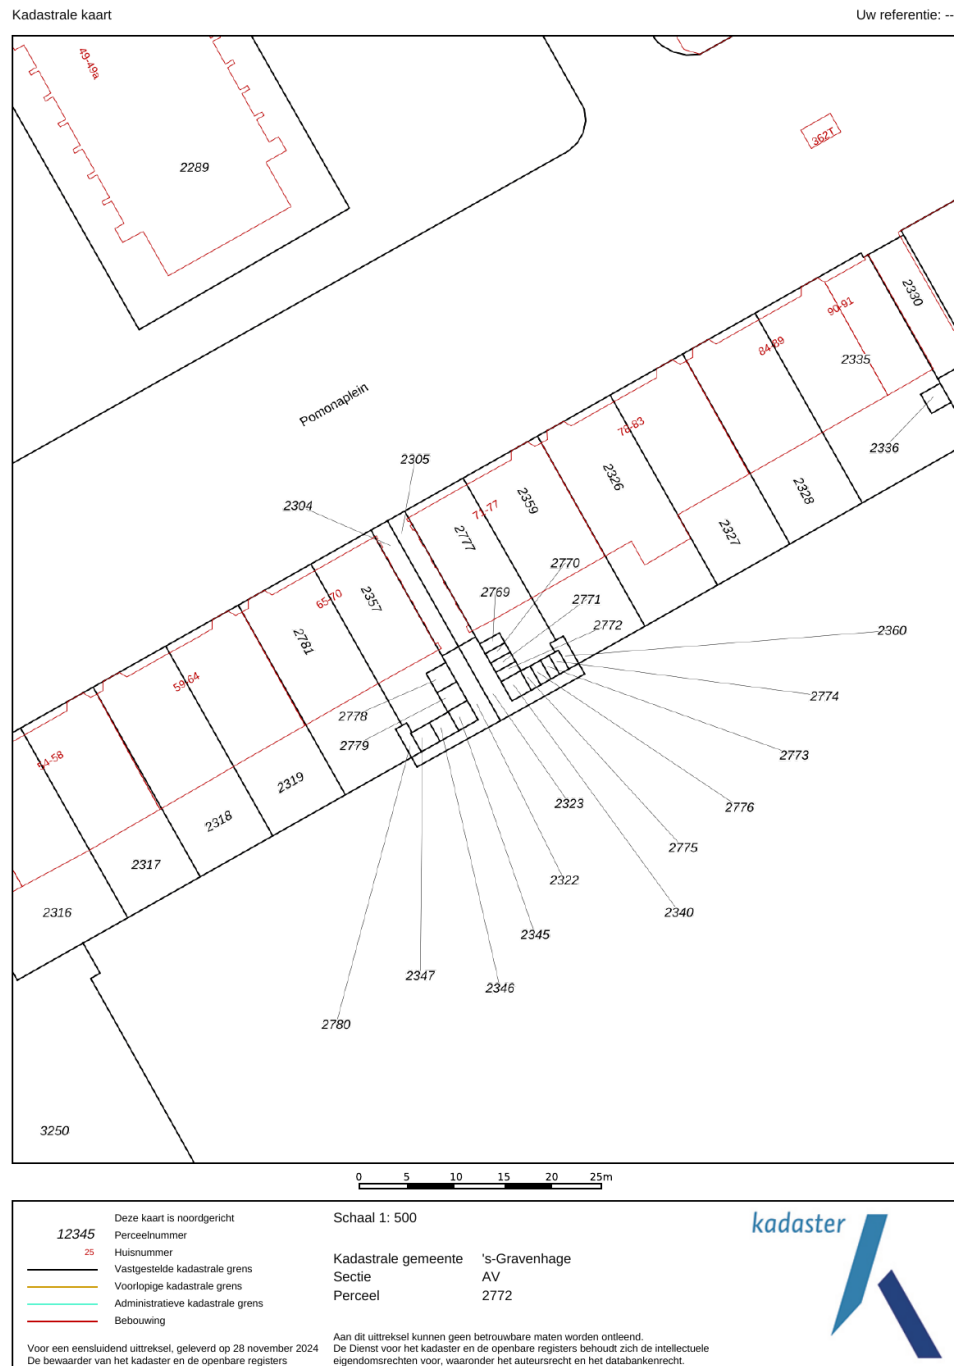 Kadastrale kaart
Uw referentie: --
49-49a
2289
362T
2330
90-91
84-89
2335
Pomonaplein
2336
78-83
2305
2326
2359
2304
71-77
2328
2777
2327
2770
2769
2771
65-70
2357
2772
2360
2781
59-64
2774
2778
2779
2773
54-58
2319
2323
2776
2318
2775
2317
2322
2316
2340
2345
2347
2346
2780
3250
0 5 10 15 20 25m
Deze kaart is noordgericht
12345 Perceelnummer
25 Huisnummer
Vastgestelde kadastrale grens
Voorlopige kadastrale grens
Administratieve kadastrale grens
Bebouwing
Voor een eensluidend uittreksel, geleverd op 28 november 2024
De bewaarder van het kadaster en de openbare registers
Schaal 1: 500
Kadastrale gemeente 's-Gravenhage
Sectie AV
Perceel 2772
Aan dit uittreksel kunnen geen betrouwbare maten worden ontleend.
De Dienst voor het kadaster en de openbare registers behoudt zich de intellectuele
eigendomsrechten voor, waaronder het auteursrecht en het databankenrecht.
kadaster